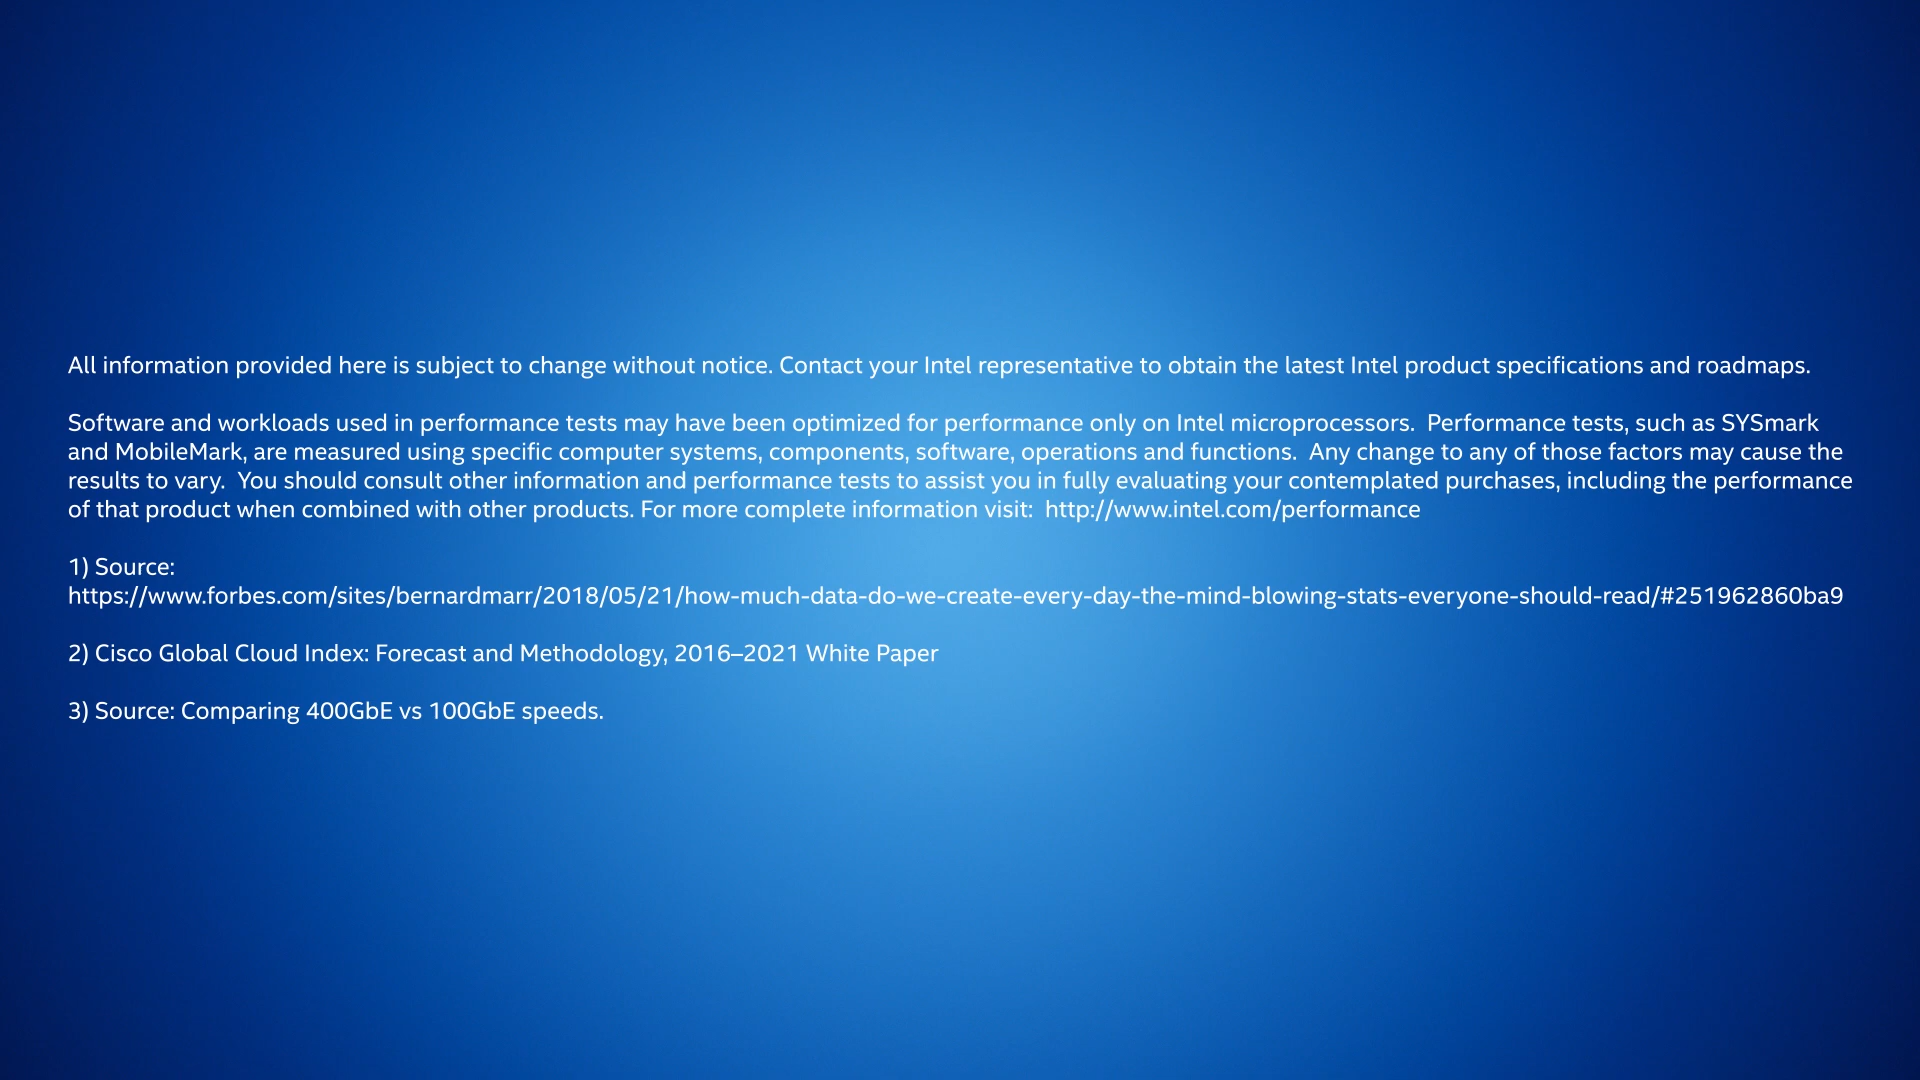 All information provided here is subject to change without notice. Contact your Intel representative to obtain the latest Intel product specifications and roadmaps.
Software and workloads used in performance tests may have been optimized for performance only on Intel microprocessors.  Performance tests, such as SYSmark
and MobileMark, are measured using specific computer systems, components, software, operations and functions.  Any change to any of those factors may cause the
results to vary.  You should consult other information and performance tests to assist you in fully evaluating your contemplated purchases, including the performance
of that product when combined with other products. For more complete information visit:  http://www.intel.com/performance
1) Source:
https://www.forbes.com/sites/bernardmarr/2018/05/21/how-much-data-do-we-create-every-day-the-mind-blowing-stats-everyone-should-read/#251962860ba9
2) Cisco Global Cloud Index: Forecast and Methodology, 2016–2021 White Paper
3) Source: Comparing 400GbE vs 100GbE speeds.